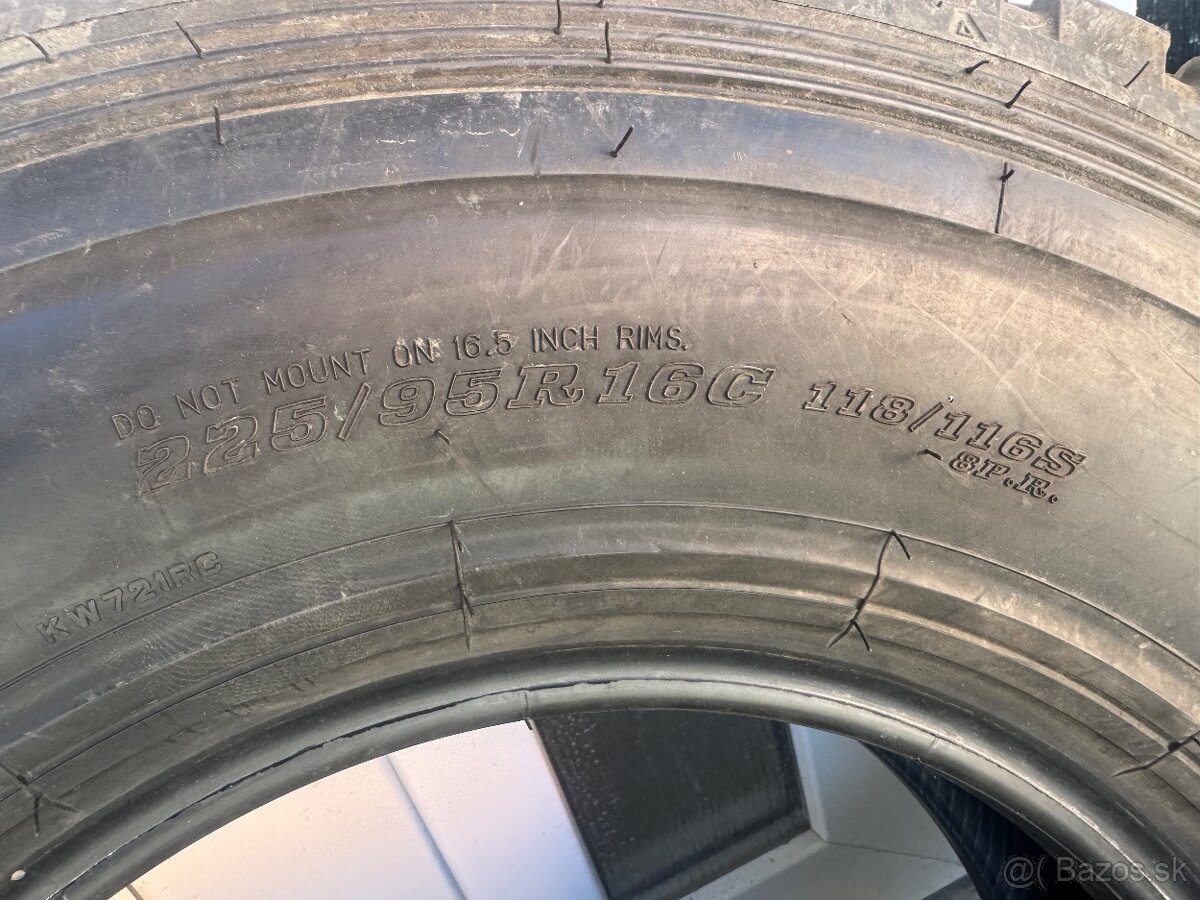 DO NOT MOUNT ON 16.5 INCH RIMS.
225/95R16C 118/116S
-8P.R.
KW721RC
@( Bazos.sk